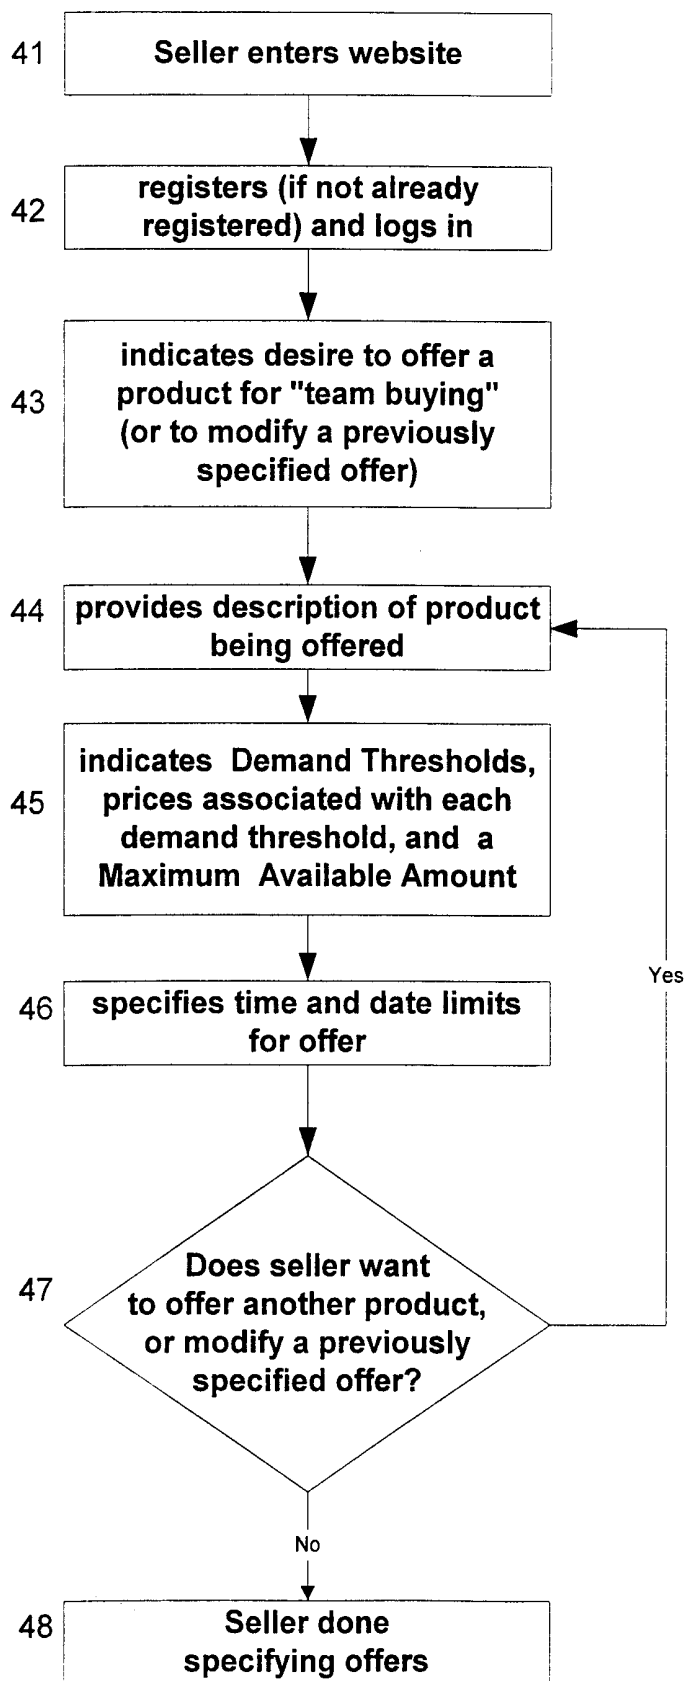 41
Seller enters website
42
registers (if not already
registered) and logs in
43
indicates desire to offer a
product for "team buying"
(or to modify a previously
specified offer)
44
provides description of product
being offered
45
indicates Demand Thresholds,
prices associated with each
demand threshold, and a
Maximum Available Amount
46
specifies time and date limits
for offer
Yes
47
Does seller want
to offer another product,
or modify a previously
specified offer?
No
48
Seller done
specifying offers